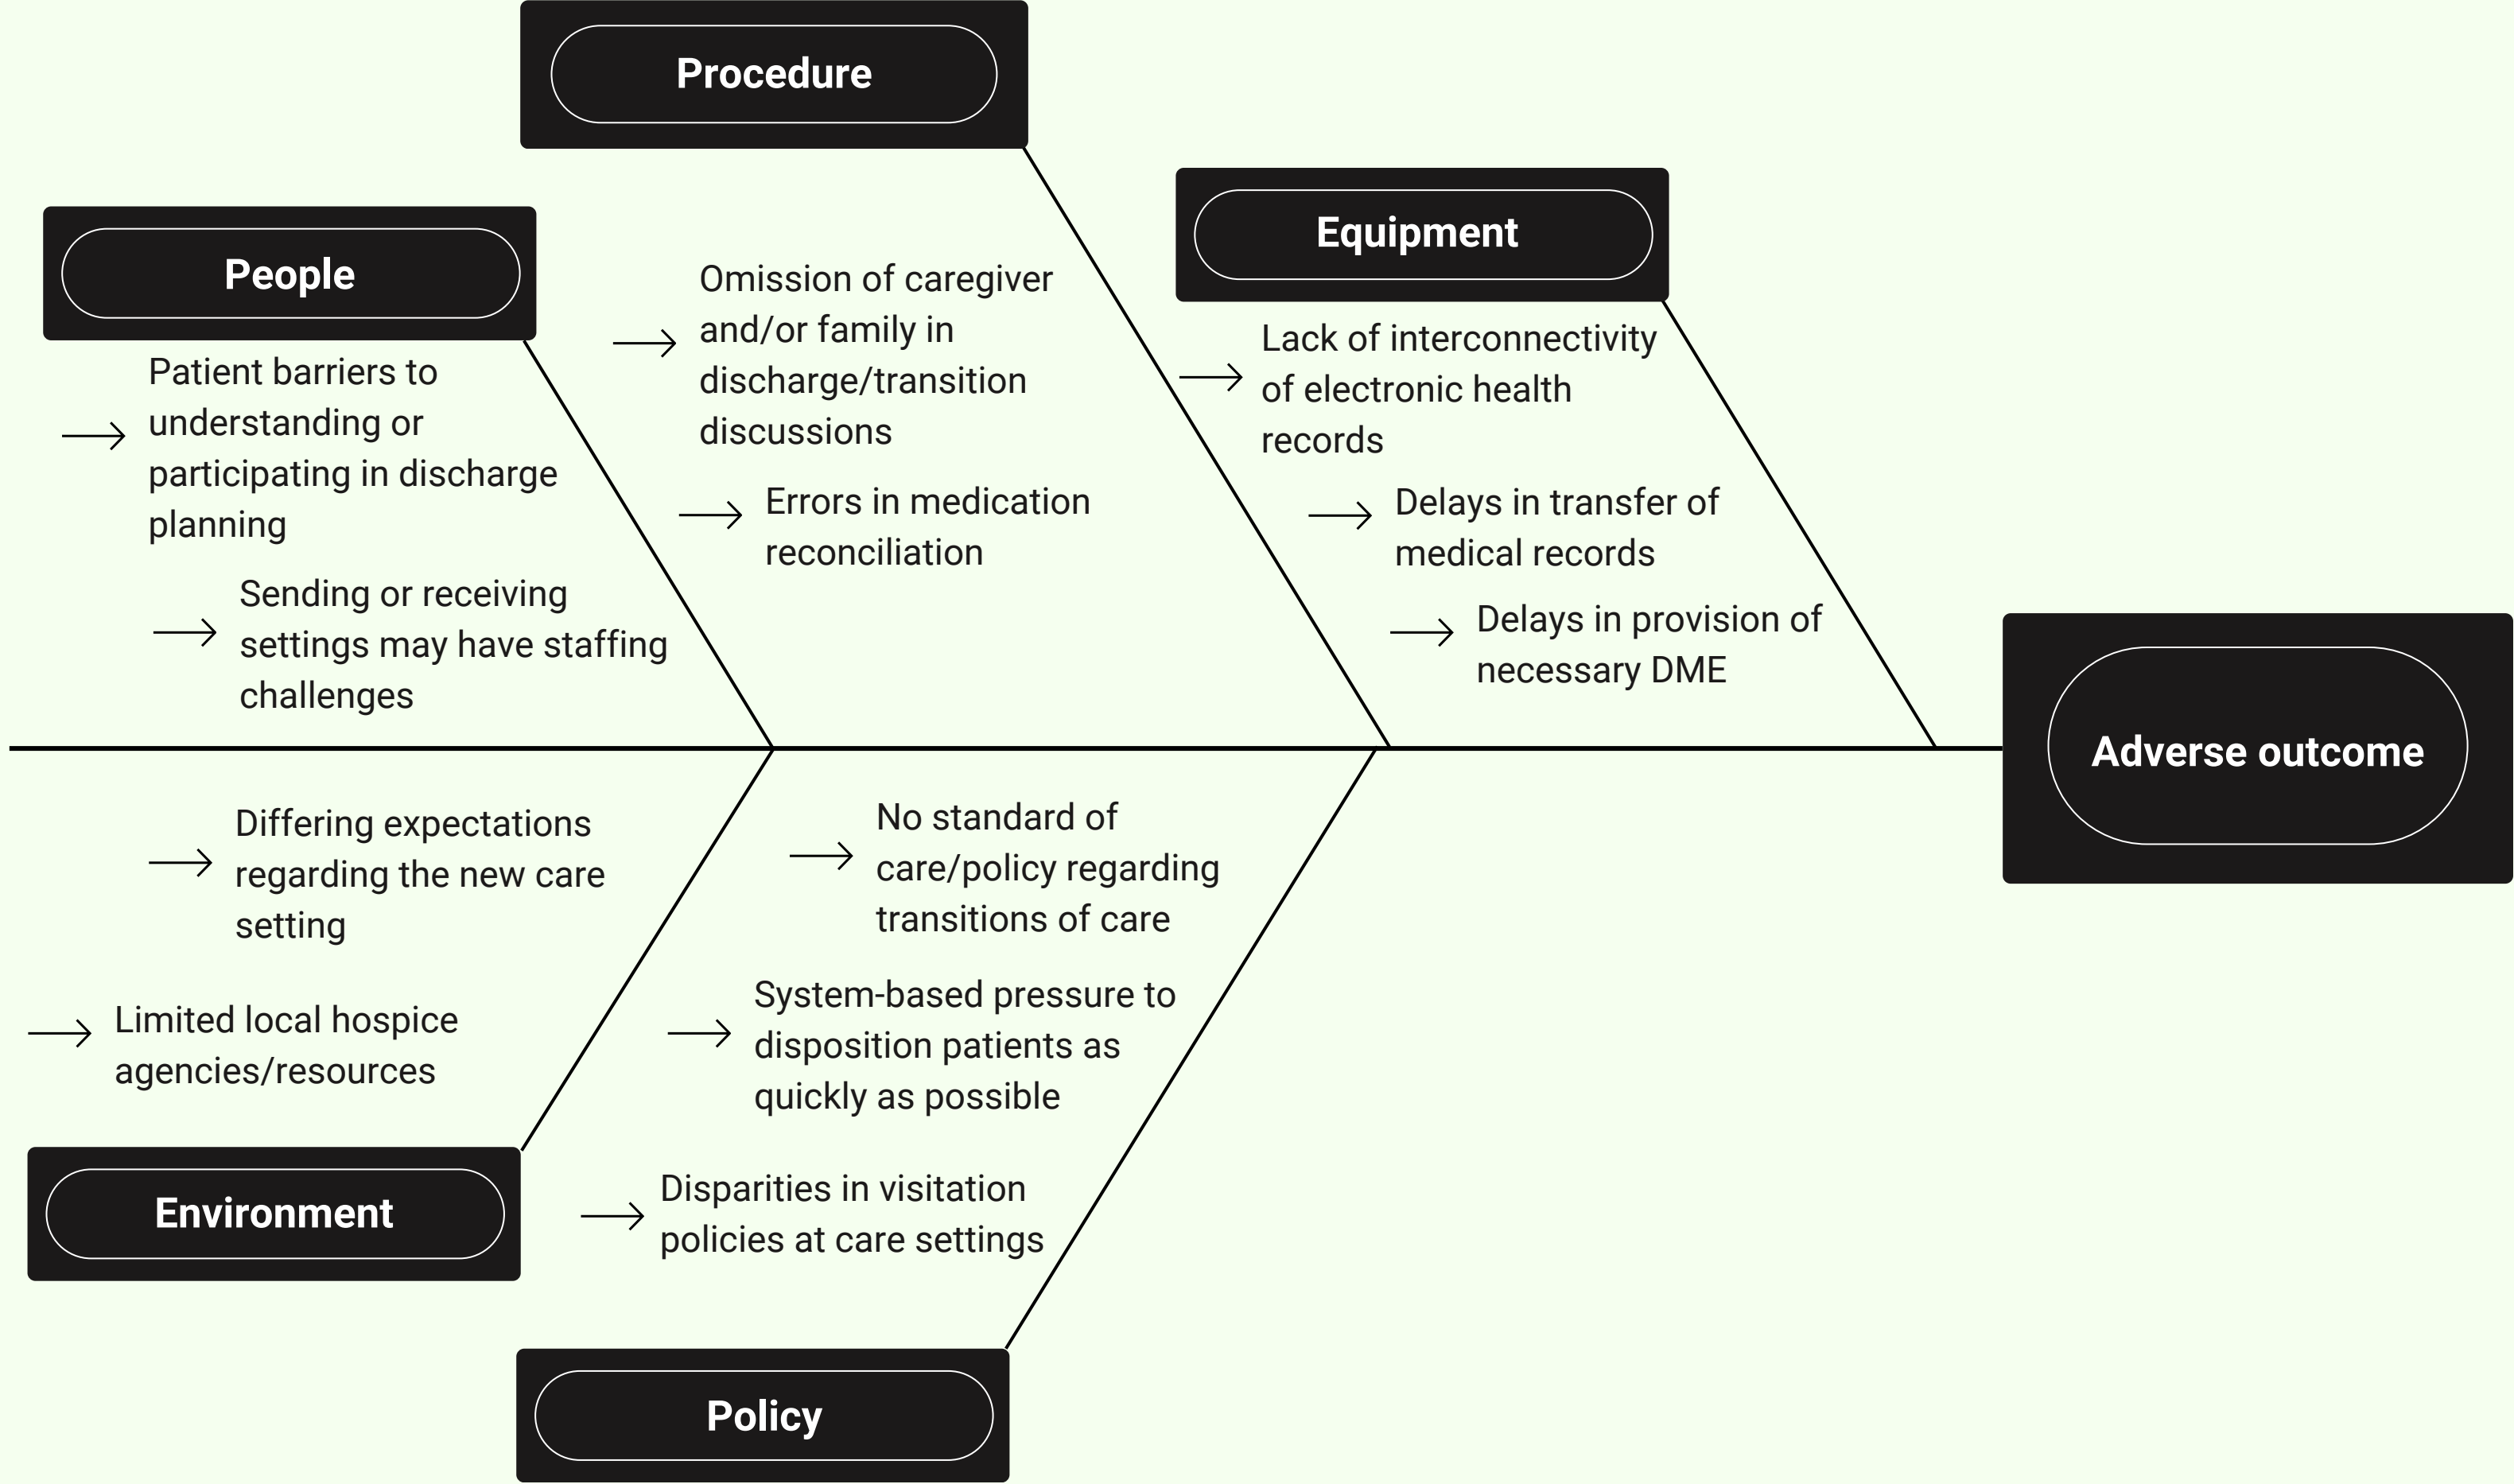 Procedure
People
Equipment
Patient barriers to
understanding or
participating in discharge
planning
Sending or receiving
settings may have staffing
challenges
Omission of caregiver
and/or family in
discharge/transition
discussions
Errors in medication
reconciliation
Lack of interconnectivity
of electronic health
records
Delays in transfer of
medical records
Delays in provision of
necessary DME
Adverse outcome
Differing expectations
regarding the new care
setting
Limited local hospice
agencies/resources
Environment
No standard of
care/policy regarding
transitions of care
System-based pressure to
disposition patients as
quickly as possible
Disparities in visitation
policies at care settings
Policy